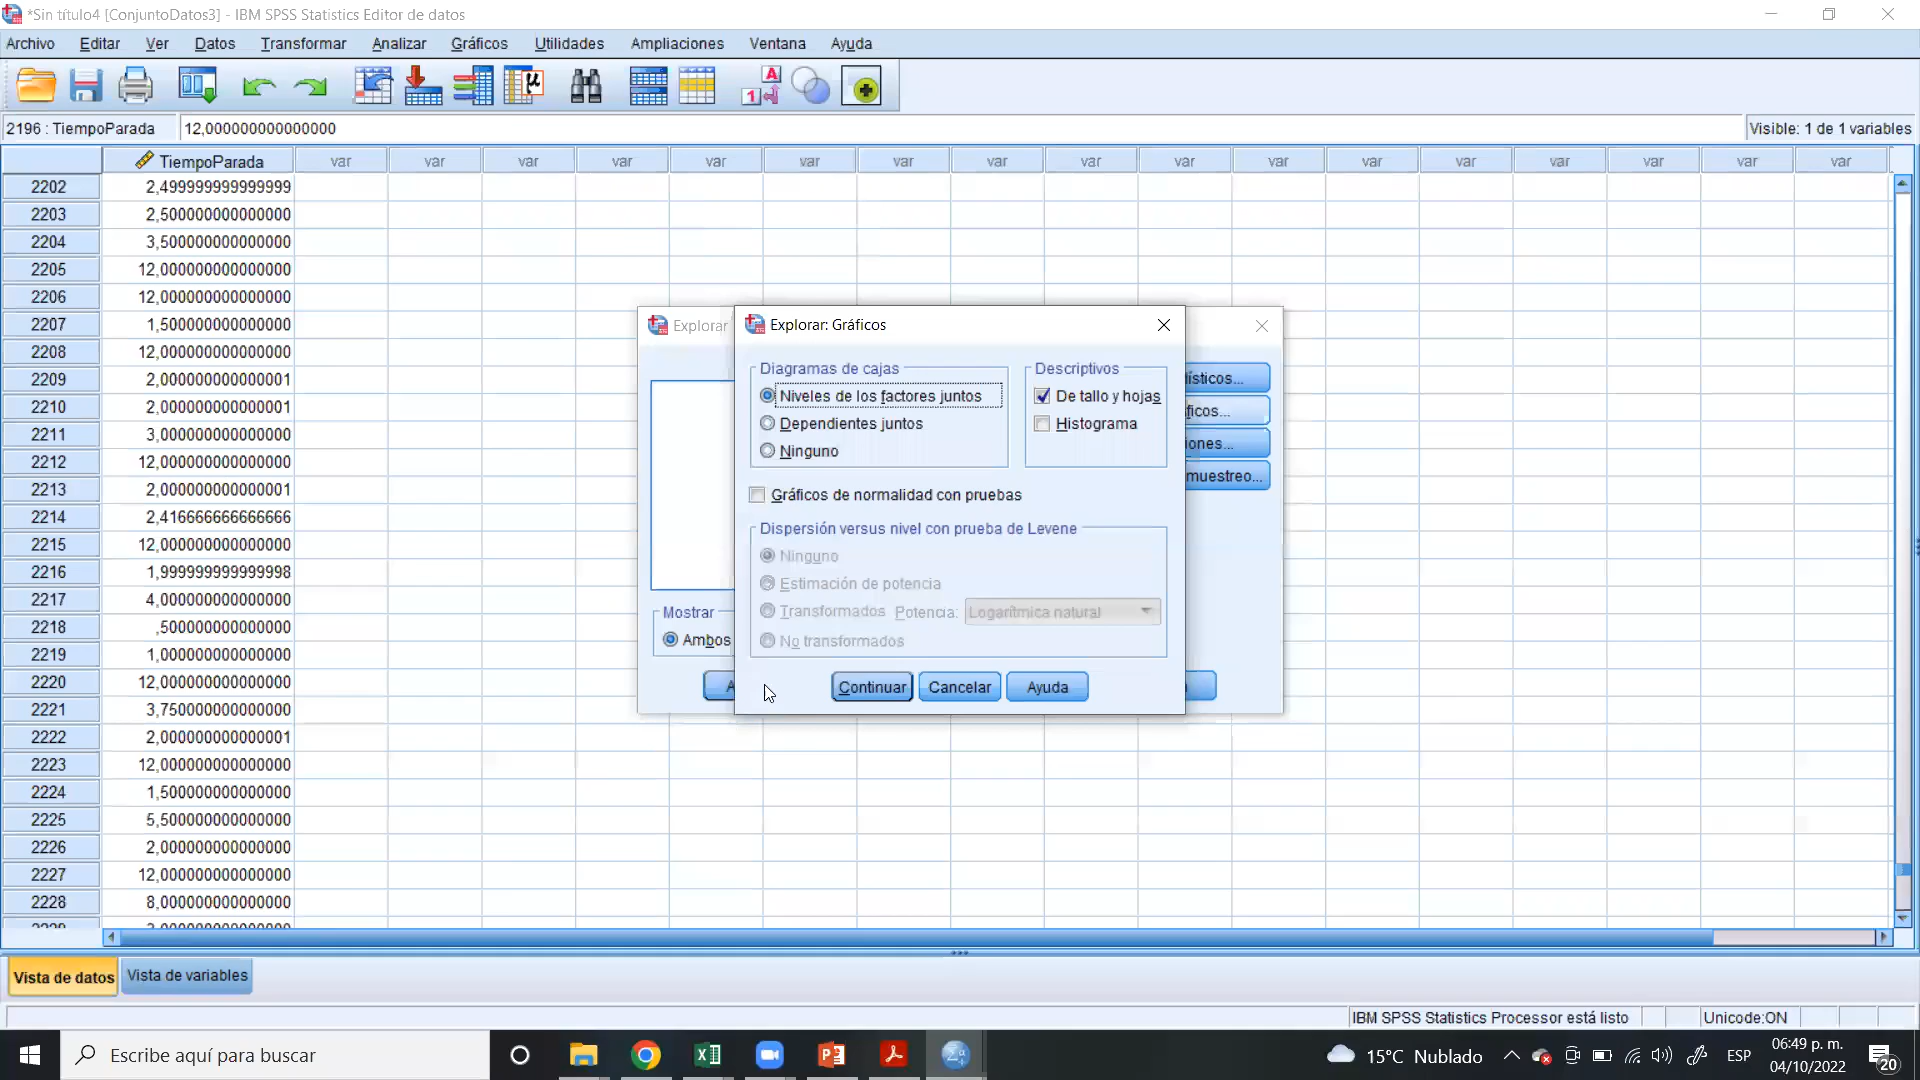 *Sin título4 [ConjuntoDatos3] - IBM SPSS Statistics Editor de datos
Archivo Editar Ver Datos Transformar Analizar Gráficos Utilidades Ampliaciones Ventana Ayuda
2196 : TiempoParada 12,000000000000000 Visible: 1 de 1 variables
TiempoParada var var var var var var var var var var var var var var var var var
2202 2,499999999999999
2203 2,500000000000000
2204 3,500000000000000
2205 12,000000000000000
2206 12,000000000000000
2207 1,500000000000000
2208 12,000000000000000
2209 2,000000000000001
2210 2,000000000000001
2211 3,000000000000000
2212 12,000000000000000
2213 2,000000000000001
2214 2,416666666666666
2215 12,000000000000000
2216 1,999999999999998
2217 4,000000000000000
2218 ,500000000000000
2219 1,000000000000000
2220 12,000000000000000
2221 3,750000000000000
2222 2,000000000000001
2223 12,000000000000000
2224 1,500000000000000
2225 5,500000000000000
2226 2,000000000000000
2227 12,000000000000000
2228 8,000000000000000
Explorar
Explorar: Gráficos
Diagramas de cajas
Niveles de los factores juntos
Dependientes juntos
Ninguno
Descriptivos
De tallo y hojas
Histograma
Gráficos de normalidad con pruebas
Dispersión versus nivel con prueba de Levene
Ninguno
Estimación de potencia
Transformados Potencia: Logarítmica natural
No transformados
Continuar Cancelar Ayuda
ísticos...
ficos...
iones...
muestreo...
Mostrar
Ambos
Vista de datos Vista de variables
IBM SPSS Statistics Processor está listo Unicode:ON
Escribe aquí para buscar
15°C Nublado
ESP
06:49 p. m.
04/10/2022
20